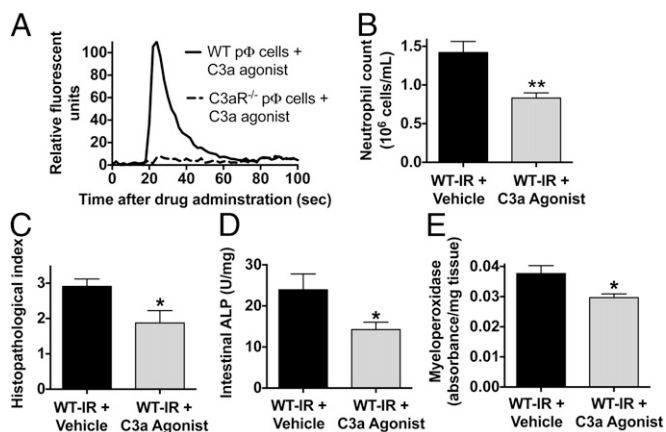 A
Relative fluorescent
units
100
80
60
40
20
0
0 20 40 60 80 100
Time after drug adminstration (sec)
WT pΦ cells +
C3a agonist
C3aR-/- pΦ cells +
C3a agonist
B
Neutrophil count
(10⁶ cells/mL)
1.5
1.0
0.5
0.0
**
WT-IR +
Vehicle
WT-IR +
C3a Agonist
C
Histopathological index
3
2
1
0
*
WT-IR +
Vehicle
WT-IR +
C3a Agonist
D
Intestinal ALP (U/mg)
30
20
10
0
*
WT-IR +
Vehicle
WT-IR +
C3a Agonist
E
Myeloperoxidase
(absorbance/mg tissue)
0.04
0.03
0.02
0.01
0.00
*
WT-IR +
Vehicle
WT-IR +
C3a Agonist